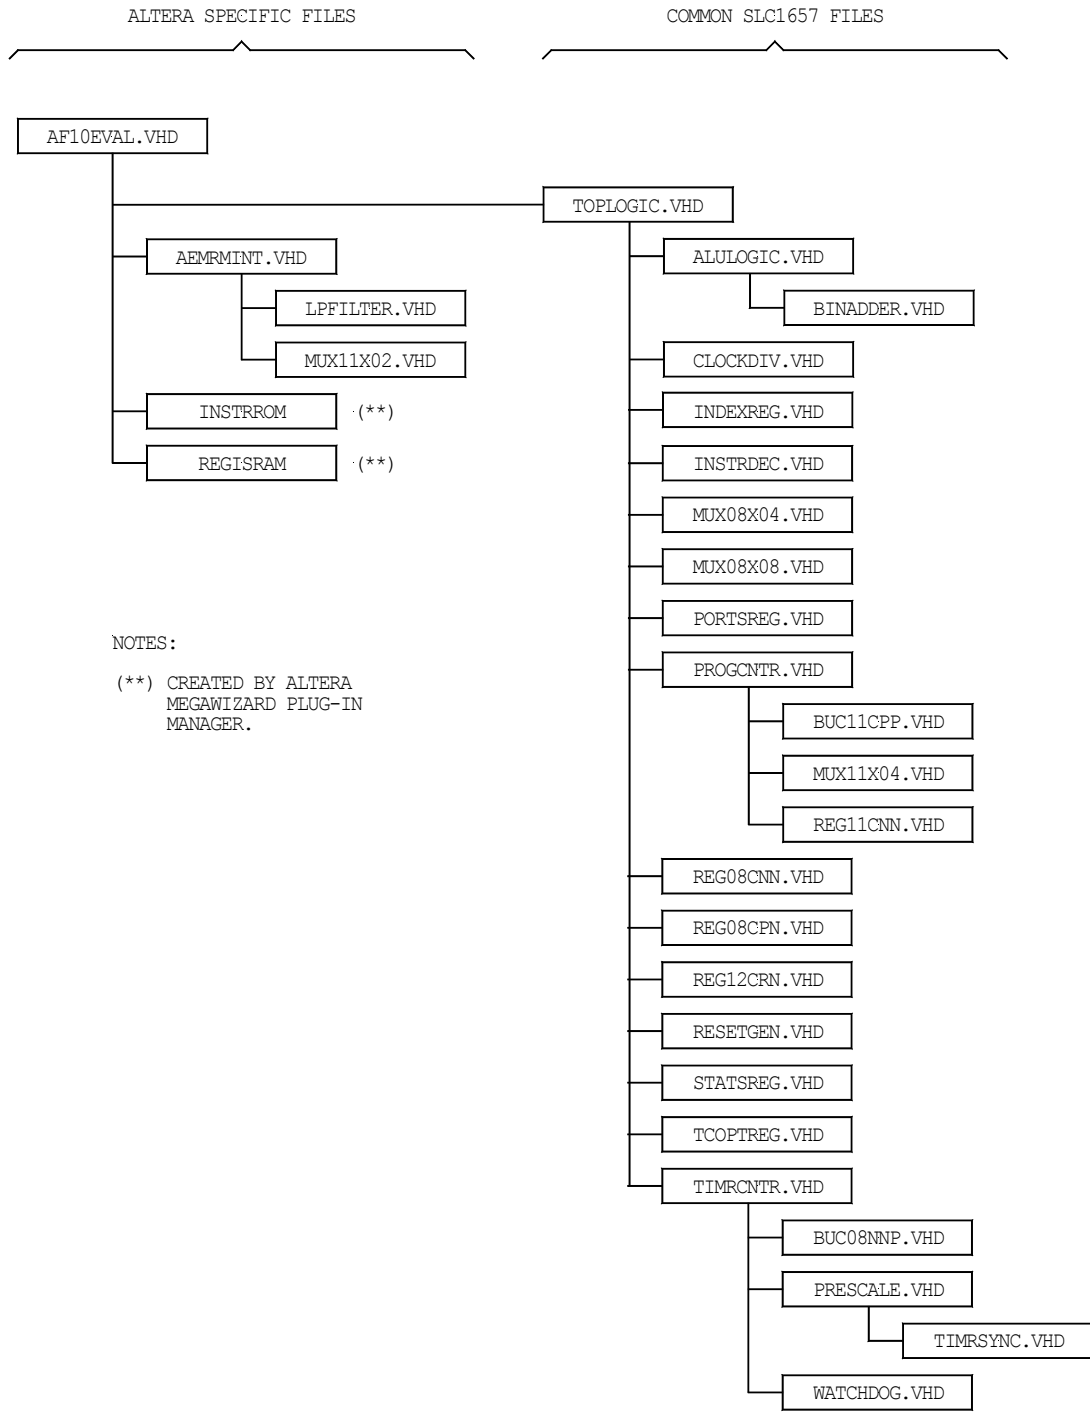 ALTERA SPECIFIC FILES
COMMON SLC1657 FILES
AF10EVAL.VHD
TOPLOGIC.VHD
AEMRMINT.VHD
ALULOGIC.VHD
LPFILTER.VHD
BINADDER.VHD
MUX11X02.VHD
CLOCKDIV.VHD
INSTRROM (**)
INDEXREG.VHD
REGISRAM (**)
INSTRDEC.VHD
MUX08X04.VHD
MUX08X08.VHD
PORTSREG.VHD
NOTES:
PROGCNTR.VHD
(**) CREATED BY ALTERA
MEGAWIZARD PLUG-IN
MANAGER.
BUC11CPP.VHD
MUX11X04.VHD
REG11CNN.VHD
REG08CNN.VHD
REG08CPN.VHD
REG12CRN.VHD
RESETGEN.VHD
STATSREG.VHD
TCOPTREG.VHD
TIMRCNTR.VHD
BUC08NNP.VHD
PRESCALE.VHD
TIMRSYNC.VHD
WATCHDOG.VHD